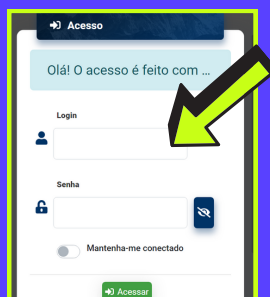 Acesso
Olá! O acesso é feito com ...
Login
Senha
Mantenha-me conectado
Acessar